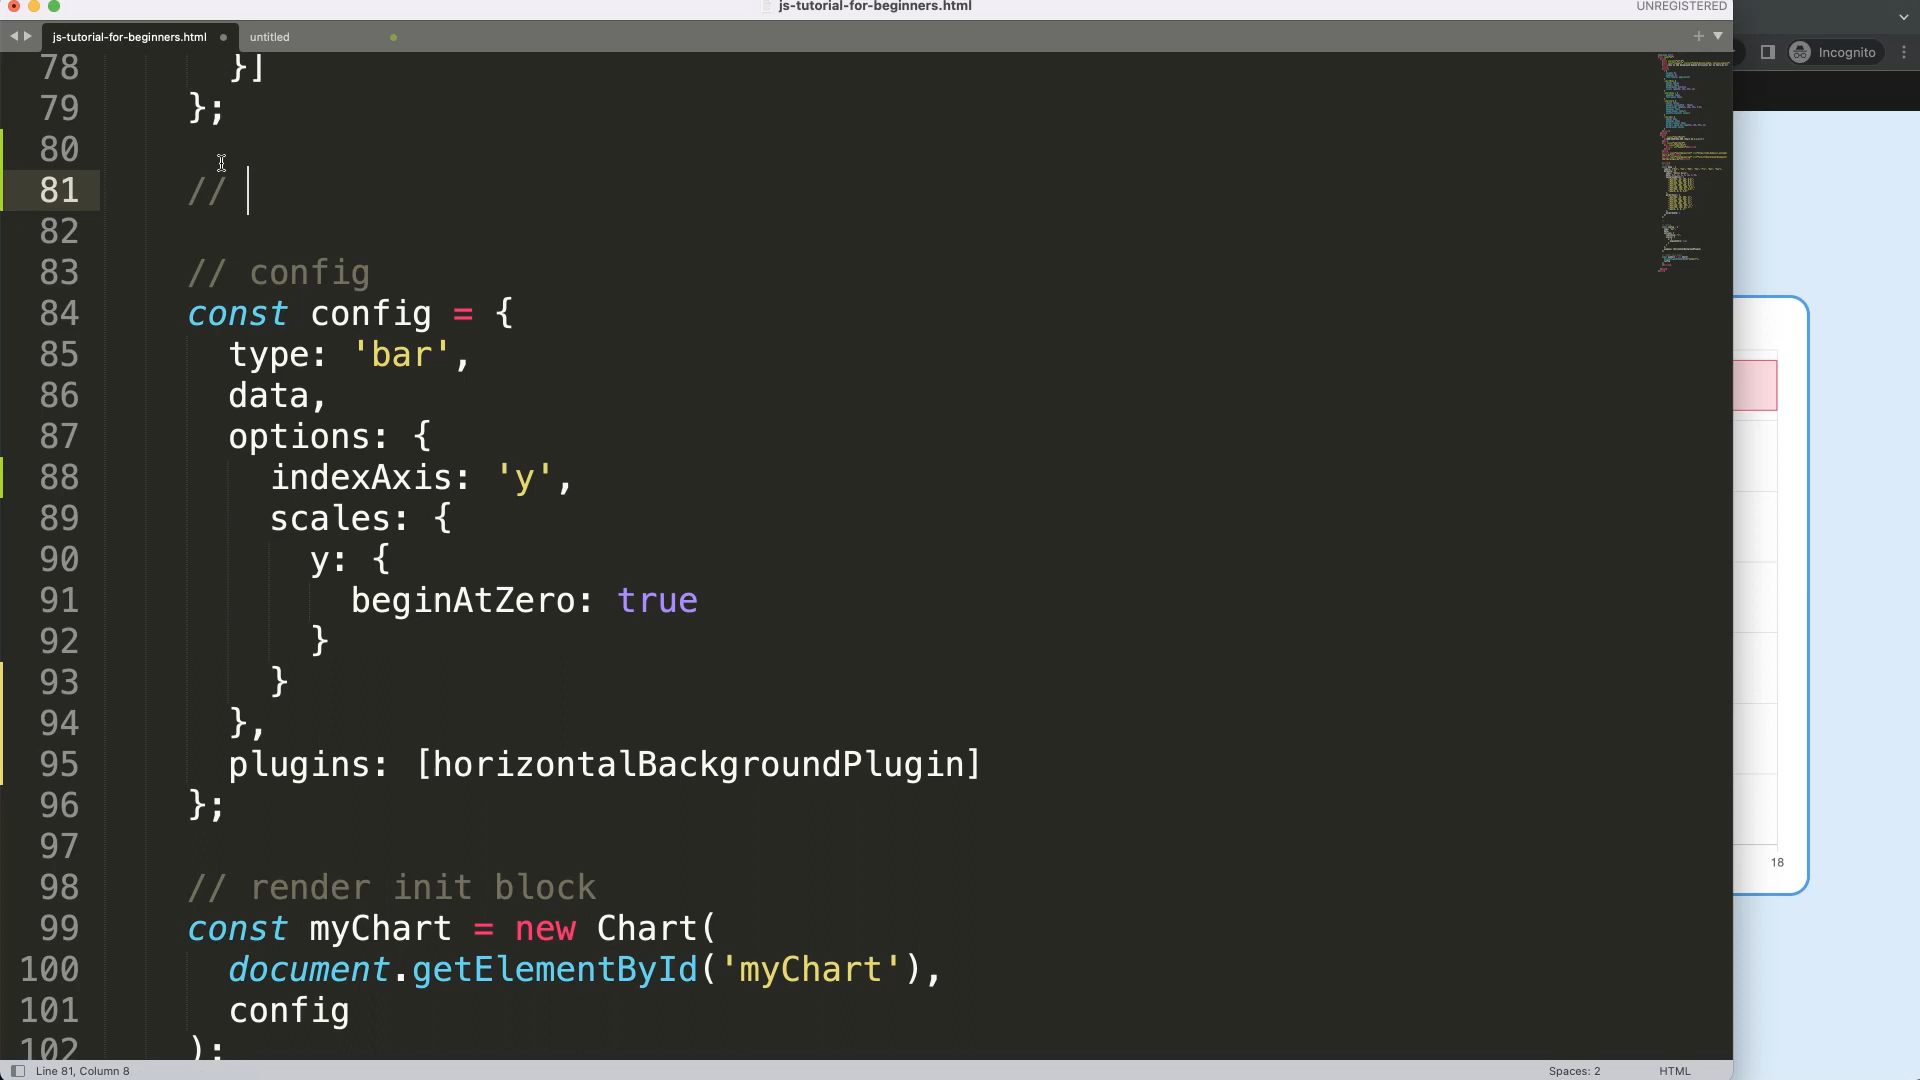 js-tutorial-for-beginners.html
UNREGISTERED
js-tutorial-for-beginners.html
untitled
Incognito
78 }]
79 };
80
81 //
82
83 // config
84 const config = {
85 type: 'bar',
86 data,
87 options: {
88 indexAxis: 'y',
89 scales: {
90 y: {
91 beginAtZero: true
92 }
93 }
94 },
95 plugins: [horizontalBackgroundPlugin]
96 };
97
98 // render init block
99 const myChart = new Chart(
100 document.getElementById('myChart'),
101 config
102 );
18
Line 81, Column 8
Spaces: 2
HTML